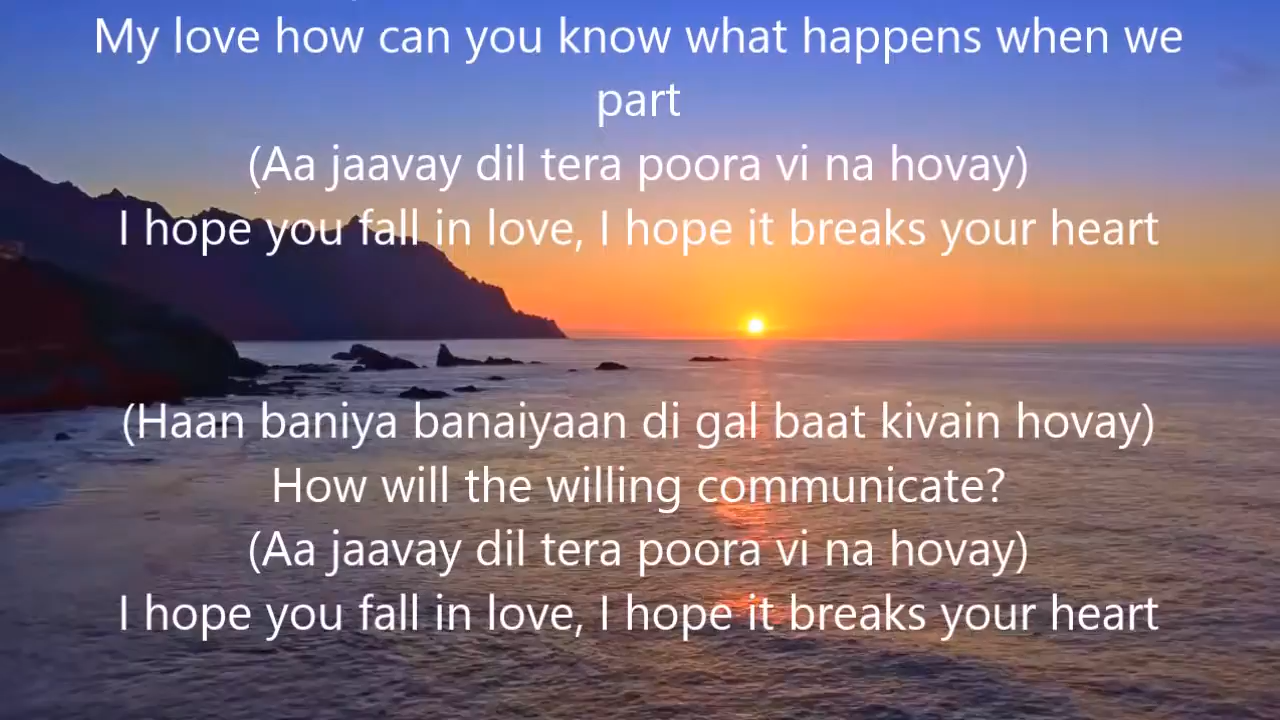 My love how can you know what happens when we
part
(Aa jaavay dil tera poora vi na hovay)
I hope you fall in love, I hope it breaks your heart
(Haan baniya banaiyaan di gal baat kivain hovay)
How will the willing communicate?
(Aa jaavay dil tera poora vi na hovay)
I hope you fall in love, I hope it breaks your heart